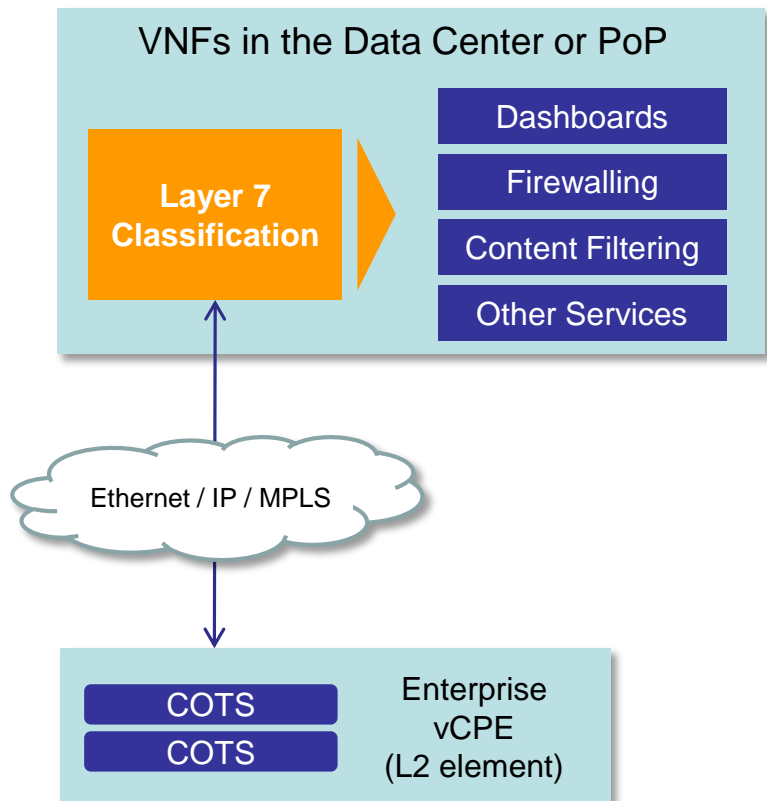 VNFs in the Data Center or PoP
Layer 7
Classification
Dashboards
Firewalling
Content Filtering
Other Services
Ethernet / IP / MPLS
COTS
COTS
Enterprise
vCPE
(L2 element)